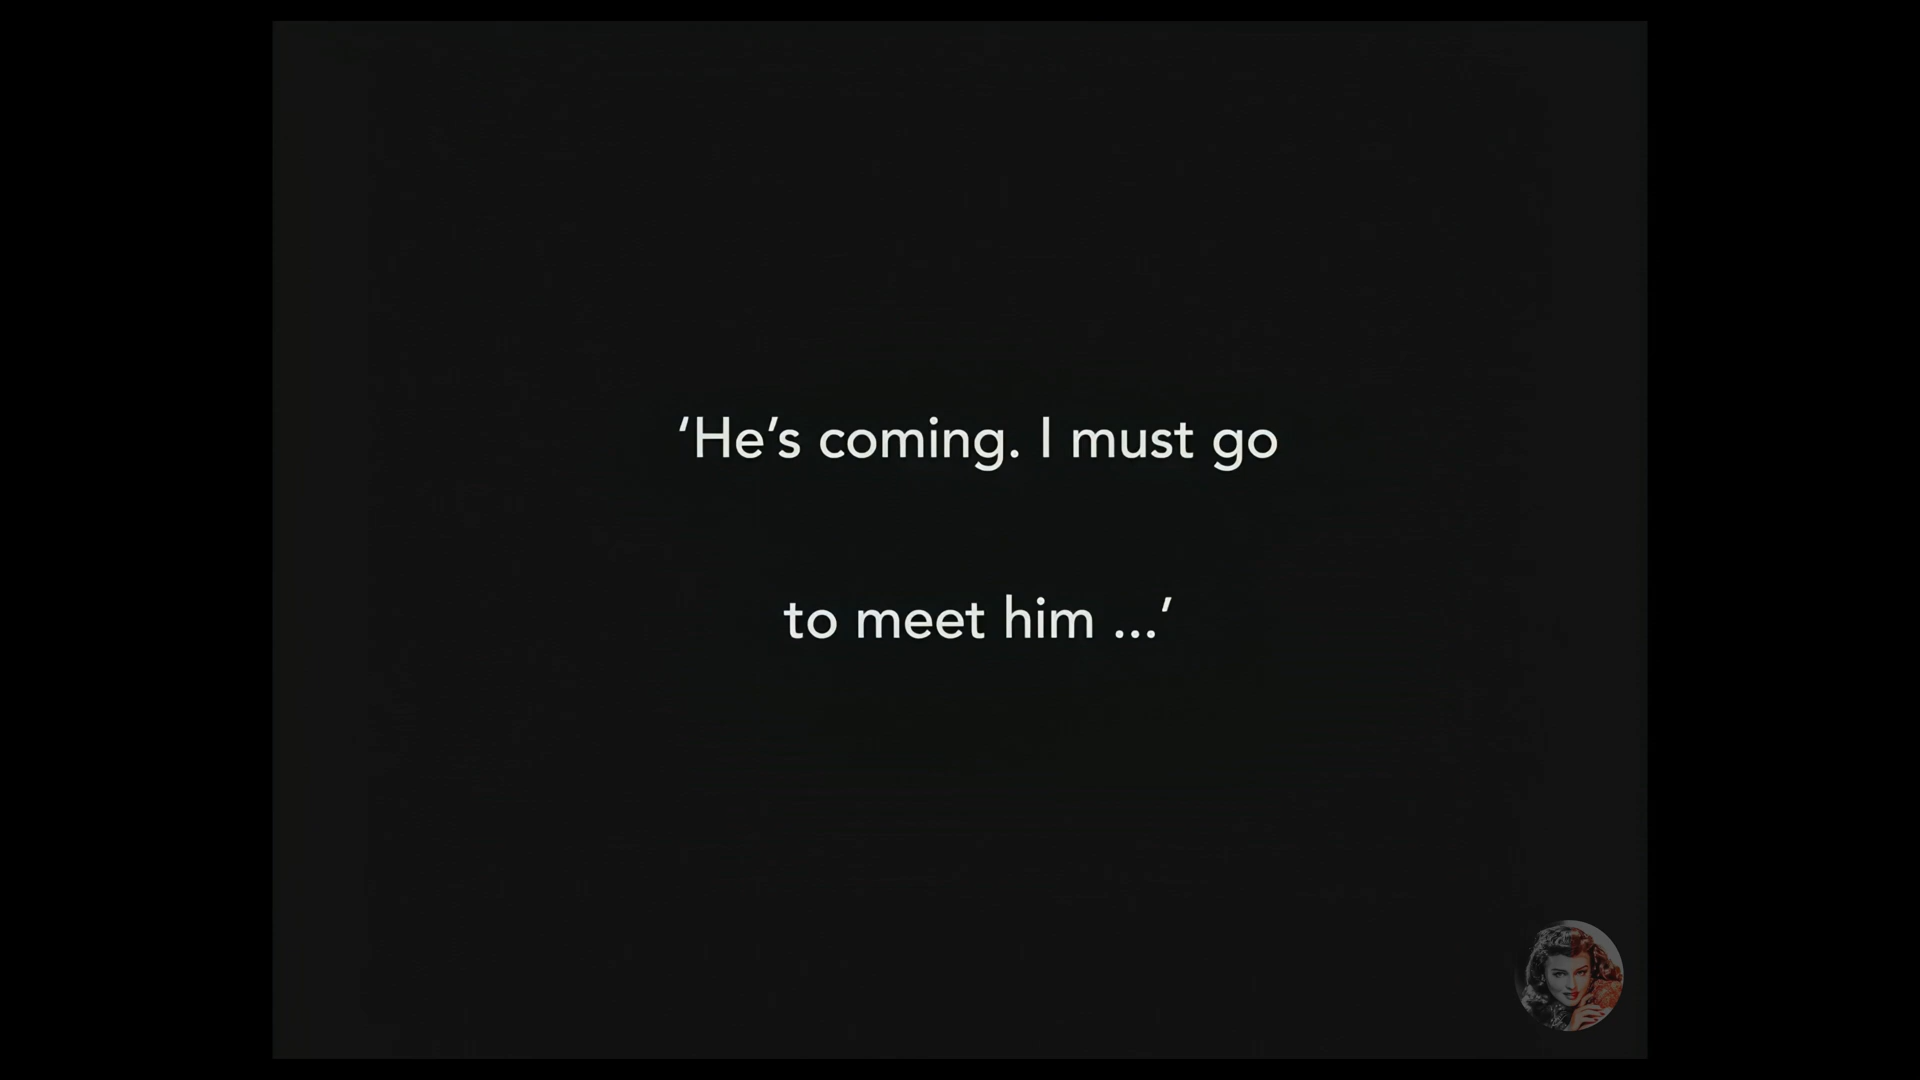 ‘He’s coming. I must go
to meet him ...’